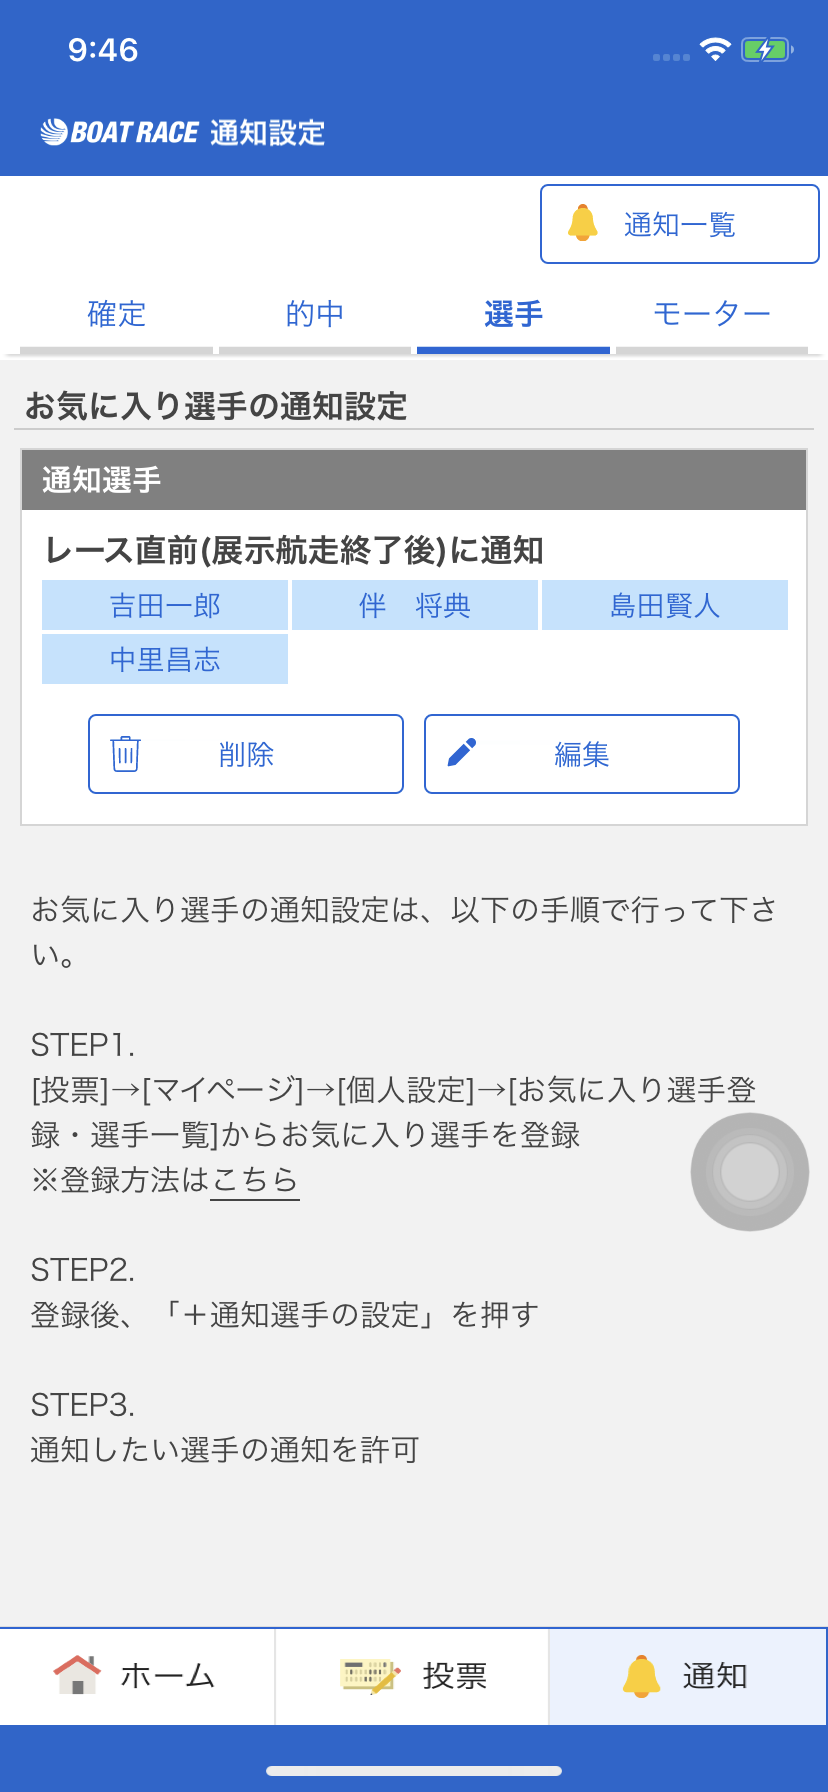 9:46
BOAT RACE 通知設定
通知一覧
確定 的中 選手 モーター
お気に入り選手の通知設定
通知選手
レース直前(展示航走終了後)に通知
吉田一郎 伴　将典 島田賢人
中里昌志
削除 編集
お気に入り選手の通知設定は、以下の手順で行って下さ
い。
STEP1.
[投票]→[マイページ]→[個人設定]→[お気に入り選手登
録・選手一覧]からお気に入り選手を登録
※登録方法はこちら
STEP2.
登録後、「＋通知選手の設定」を押す
STEP3.
通知したい選手の通知を許可
ホーム 投票 通知